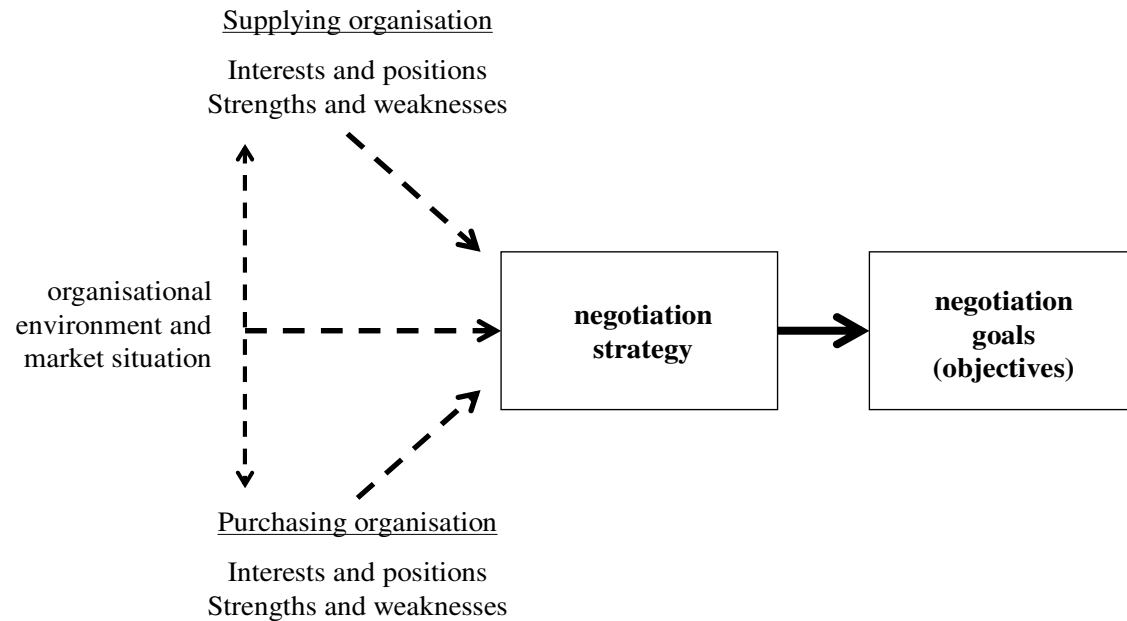 Supplying organisation
Interests and positions
Strengths and weaknesses
organisational
environment and
market situation
negotiation
strategy
negotiation
goals
(objectives)
Purchasing organisation
Interests and positions
Strengths and weaknesses